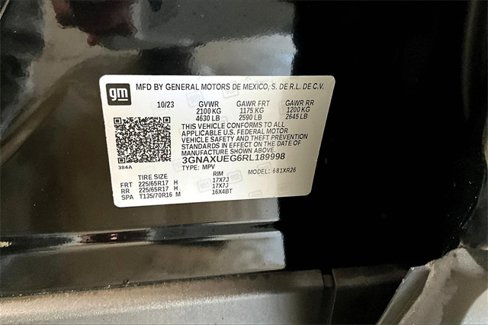 gm
MFD BY GENERAL MOTORS DE MEXICO, S. DE R.L. DE C.V.
10/23 GVWR GAWR FRT GAWR RR
2100 KG 1175 KG 1200 KG
4630 LB 2590 LB 2645 LB
THIS VEHICLE CONFORMS TO ALL
APPLICABLE U.S. FEDERAL MOTOR
VEHICLE SAFETY AND THEFT PREVENTION
STANDARDS IN EFFECT ON THE DATE OF
MANUFACTURE SHOWN ABOVE.
3GNAXUEG6RL189998
384A TYPE: MPV MODEL: 681XR26
TIRE SIZE RIM
FRT 225/65R17 H 17X7J
RR 225/65R17 H 17X7J
SPA T135/70R16 M 16X4BT